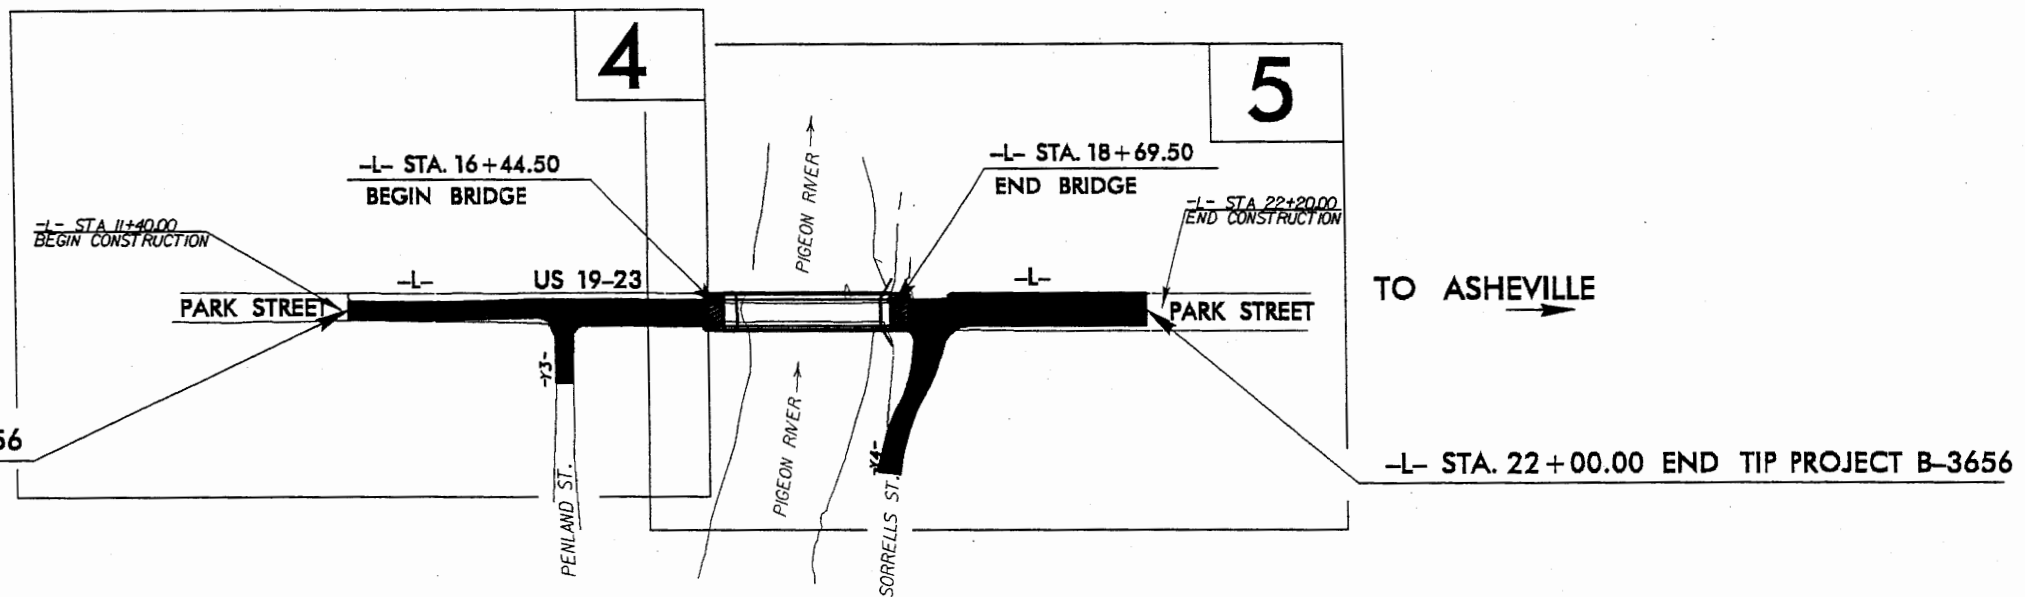 4
5
-L- STA. 16+44.50
BEGIN BRIDGE
-L- STA. 18+69.50
END BRIDGE
-L- STA 11+40.00
BEGIN CONSTRUCTION
-L- STA 22+20.00
END CONSTRUCTION
PIGEON RIVER
-L-
US 19-23
-L-
TO ASHEVILLE
PARK STREET
PARK STREET
-Y3-
PIGEON RIVER
-Y4-
56
-L- STA. 22+00.00 END TIP PROJECT B-3656
PENLAND ST.
SORRELLS ST.